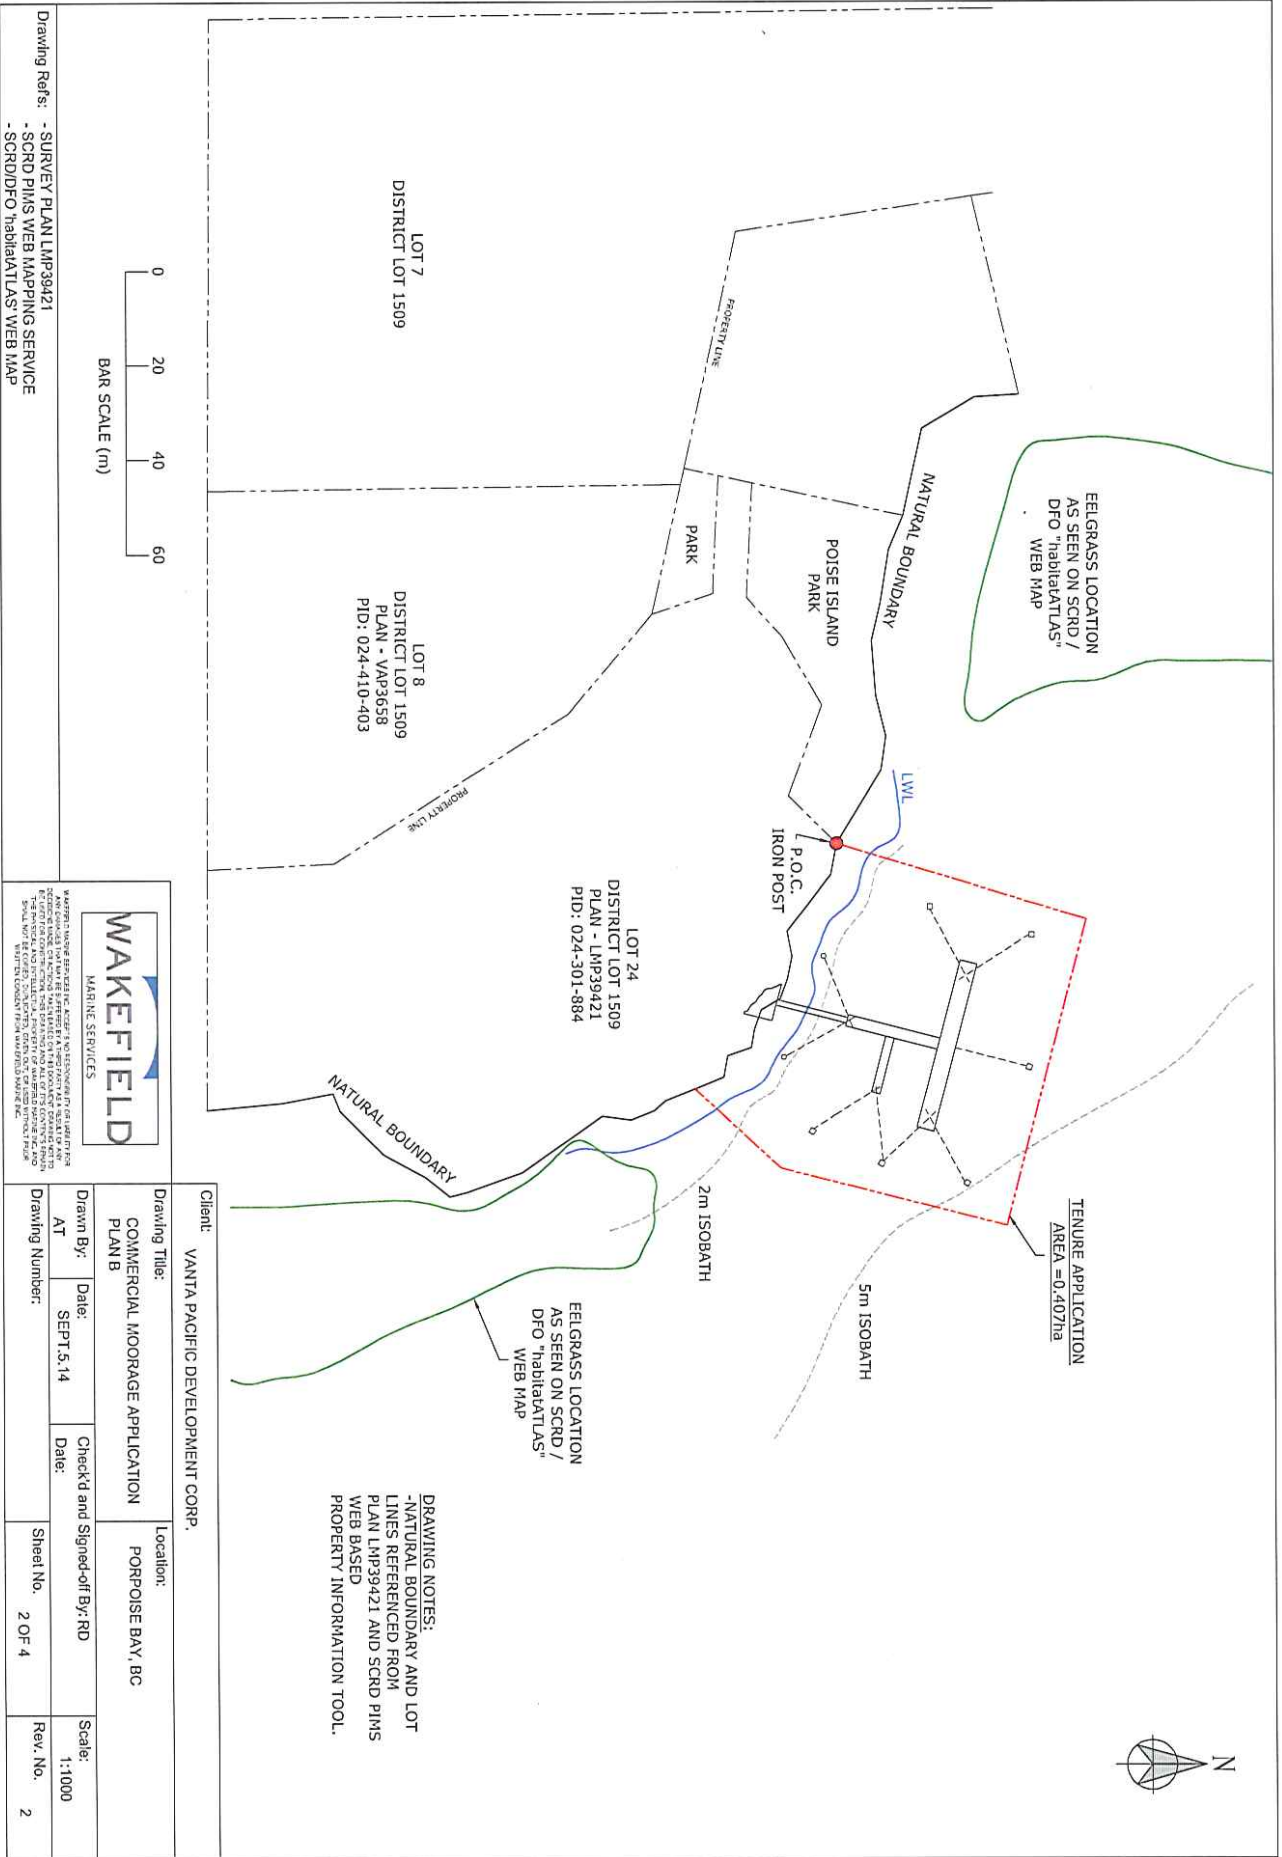 EELGRASS LOCATION
AS SEEN ON SCRD /
DFO "habitatATLAS"
WEB MAP
NATURAL BOUNDARY
PROPERTY LINE
POISE ISLAND
PARK
PARK
LOT 7
DISTRICT LOT 1509
LWL
P.O.C.
IRON POST
TENURE APPLICATION
AREA =0.407ha
5m ISOBATH
2m ISOBATH
LOT 24
DISTRICT LOT 1509
PLAN - LMP39421
PID: 024-301-884
LOT 8
DISTRICT LOT 1509
PLAN - VAP3658
PID: 024-410-403
PROPERTY LINE
NATURAL BOUNDARY
EELGRASS LOCATION
AS SEEN ON SCRD /
DFO "habitatATLAS"
WEB MAP
N
DRAWING NOTES:
-NATURAL BOUNDARY AND LOT
LINES REFERENCED FROM
PLAN LMP39421 AND SCRD PIMS
WEB BASED
PROPERTY INFORMATION TOOL.
0 20 40 60
BAR SCALE (m)
Drawing Ref's: - SURVEY PLAN LMP39421
- SCRD PIMS WEB MAPPING SERVICE
- SCRD/DFO 'habitatATLAS' WEB MAP
WAKEFIELD
MARINE SERVICES
Client: VANTA PACIFIC DEVELOPMENT CORP.
Drawing Title:
COMMERCIAL MOORAGE APPLICATION
PLAN B
Location:
PORPOISE BAY, BC
Drawn By:
AT
Date:
SEPT.5.14
Check'd and Signed-off By: RD
Date:
Scale:
1:1000
Drawing Number:
Sheet No.
2 OF 4
Rev. No.
2